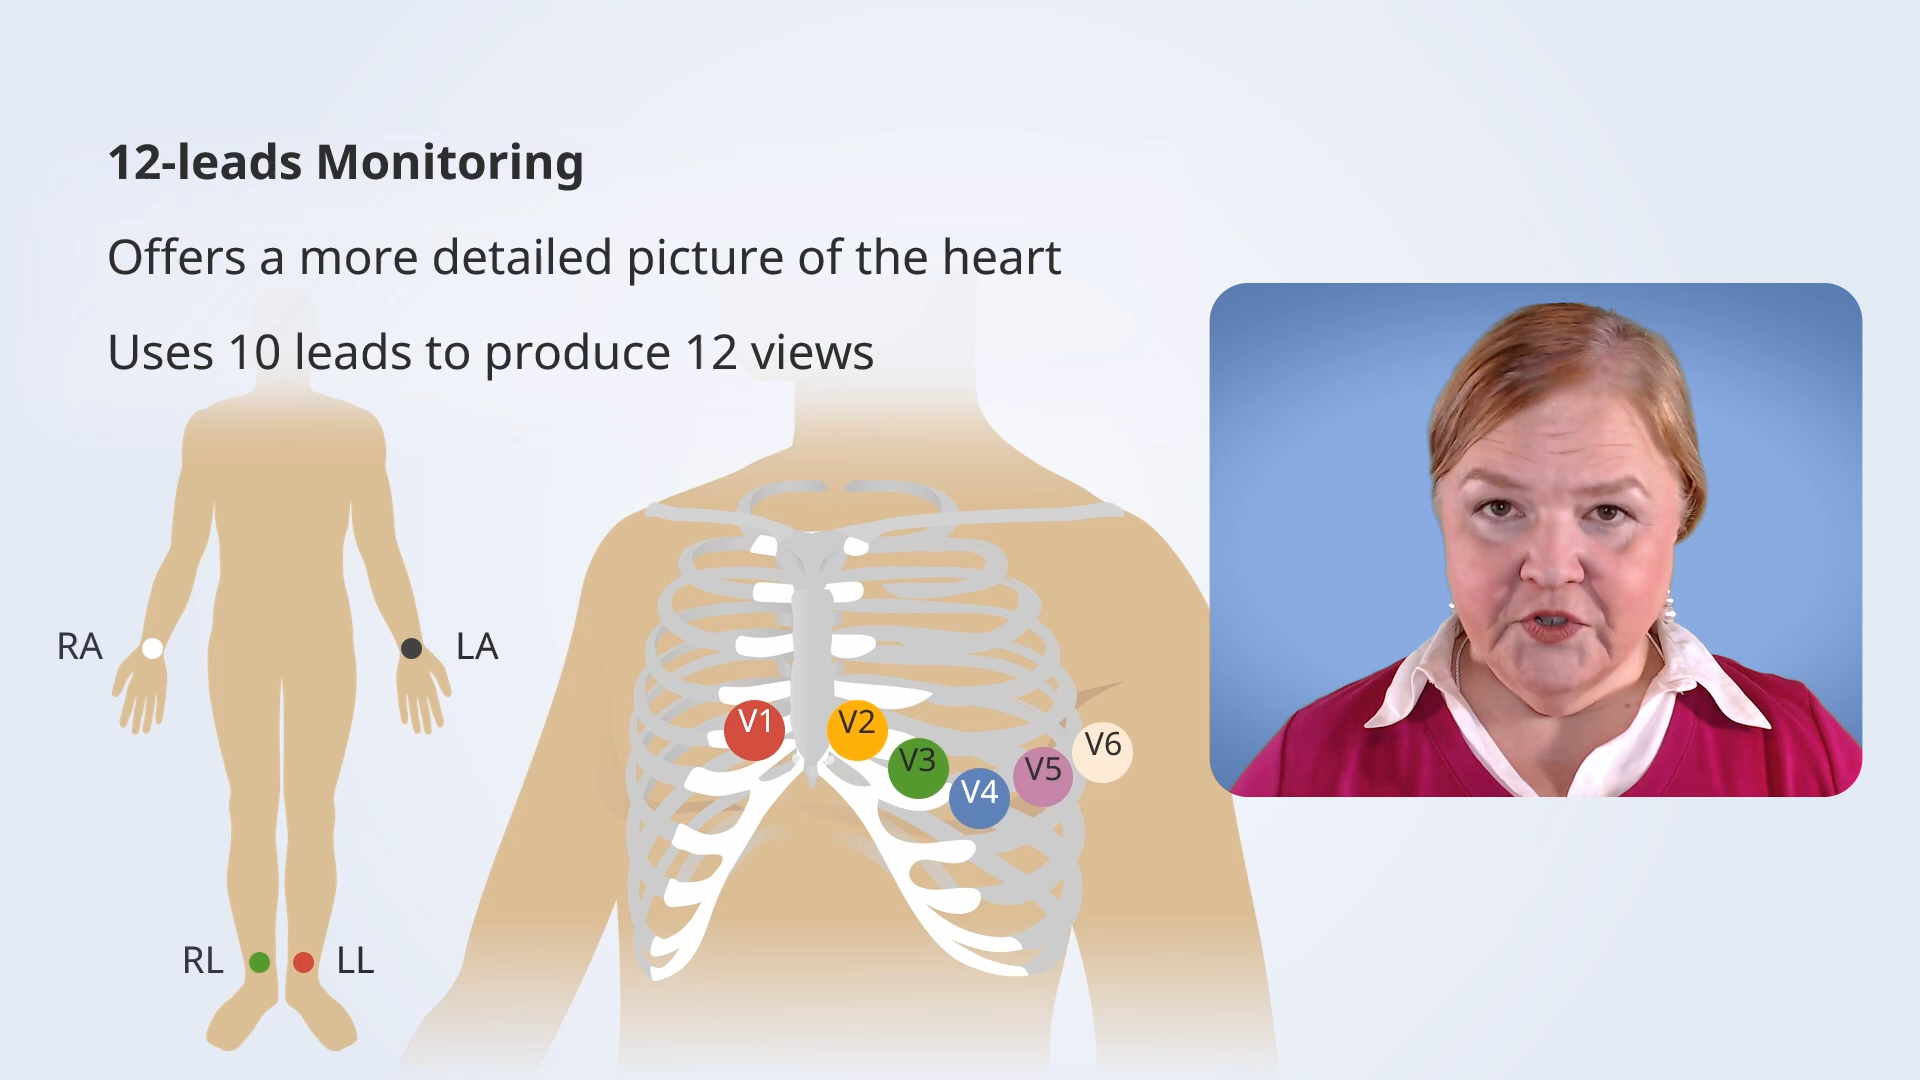 12-leads Monitoring
Offers a more detailed picture of the heart
Uses 10 leads to produce 12 views
RA
LA
V1
V2
V3
V4
V5
V6
RL
LL